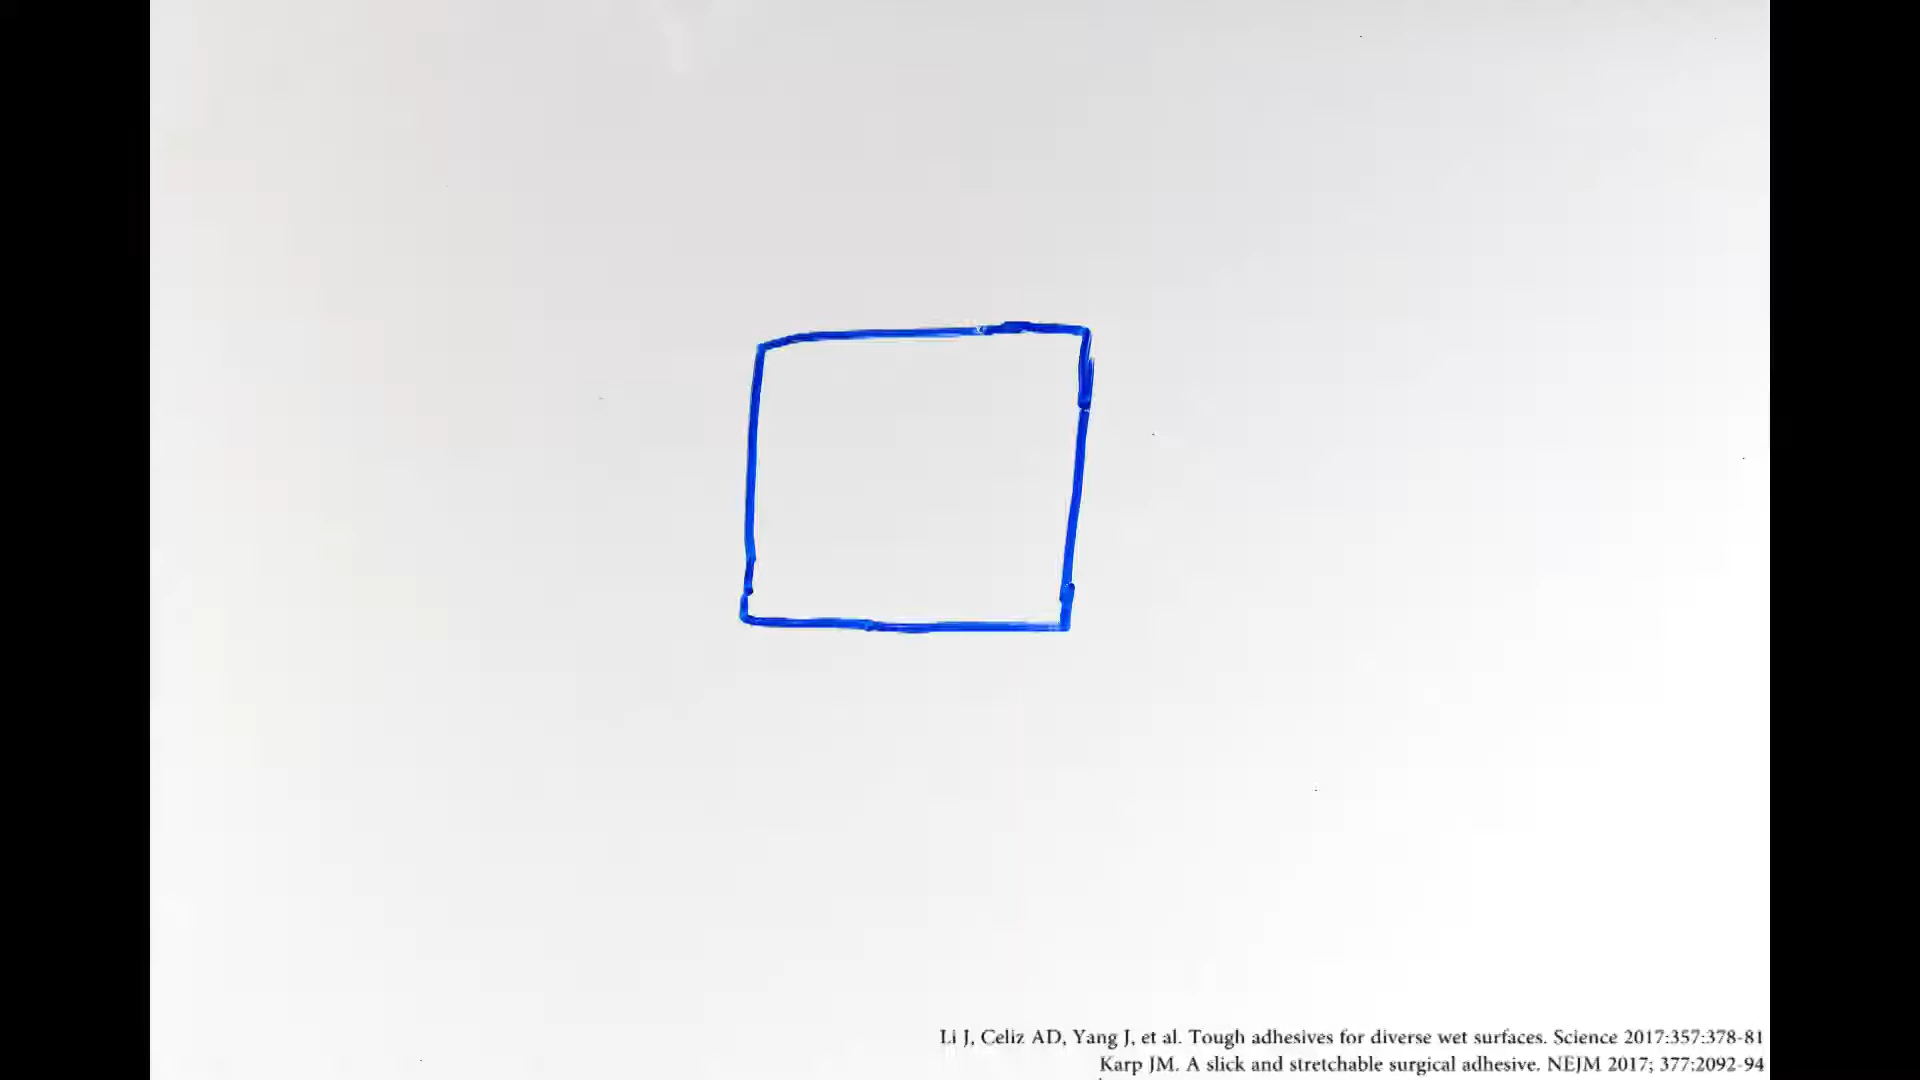 Li J, Celiz AD, Yang J, et al. Tough adhesives for diverse wet surfaces. Science 2017:357:378-81
Karp JM. A slick and stretchable surgical adhesive. NEJM 2017; 377:2092-94